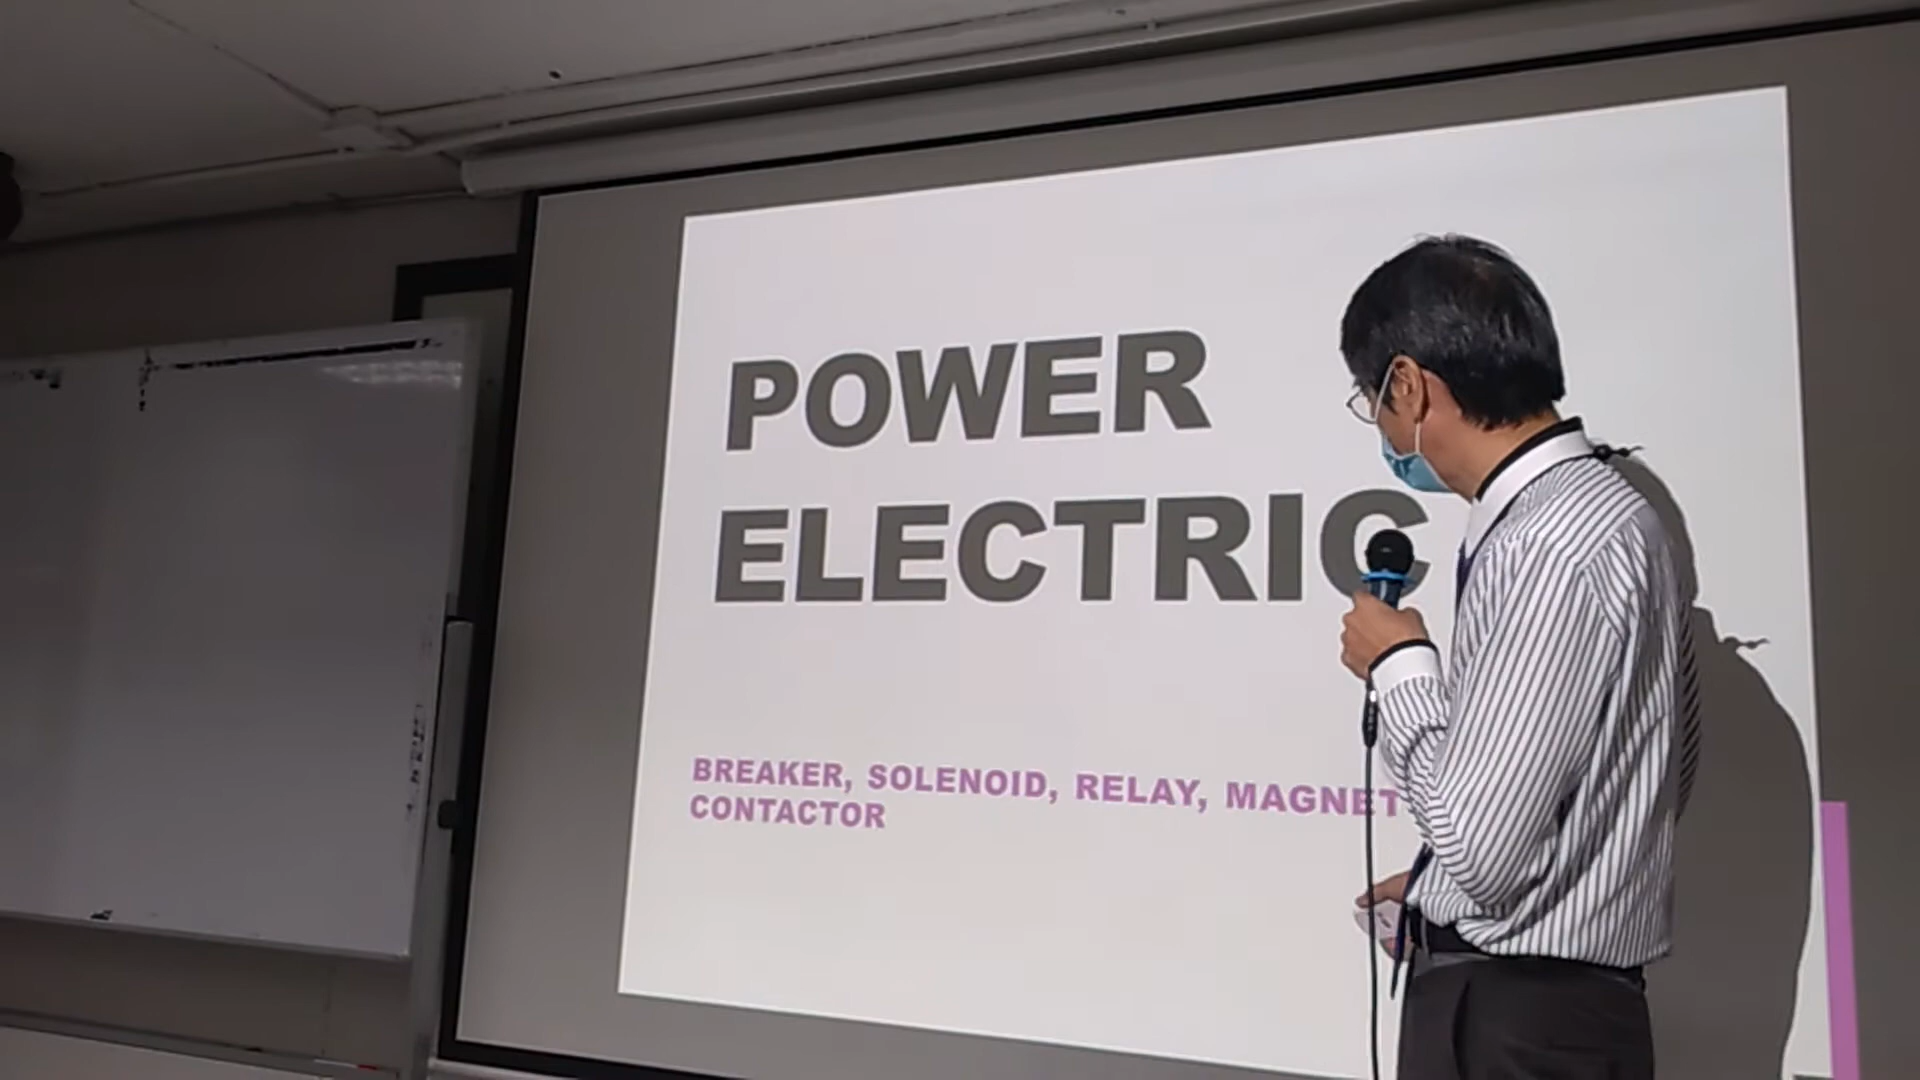 POWER
ELECTRIC
BREAKER, SOLENOID, RELAY, MAGNET
CONTACTOR